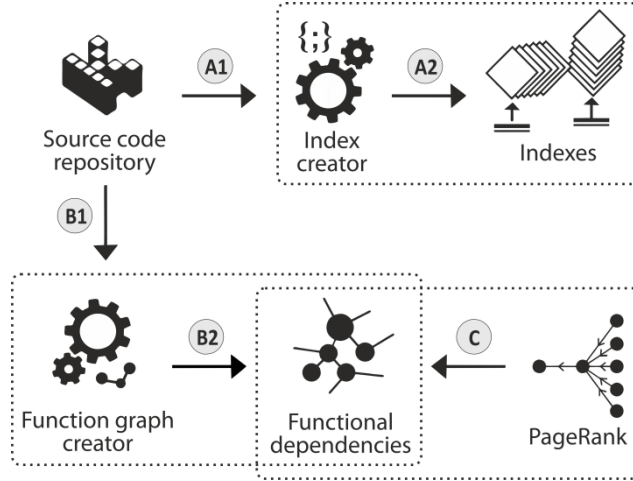 {;}
A1
A2
Source code
repository
Index
creator
Indexes
B1
B2
C
Function graph
creator
Functional
dependencies
PageRank